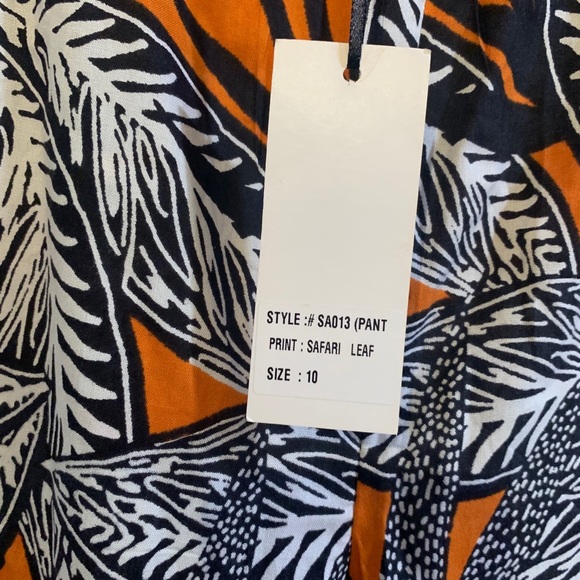 STYLE :# SA013 (PANT
PRINT : SAFARI LEAF
SIZE : 10